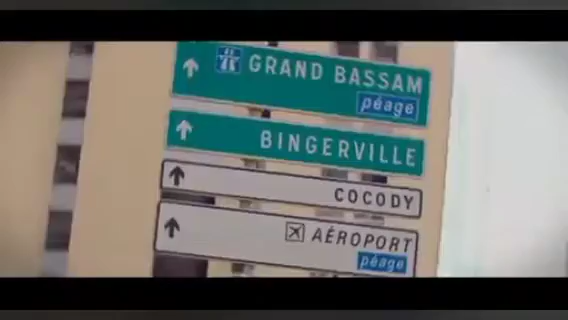 GRAND BASSAM
péage
BINGERVILLE
COCODY
AÉROPORT
péage